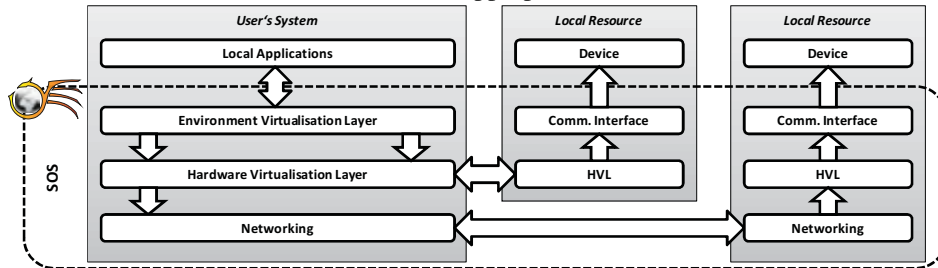 User's System
Local Applications
Environment Virtualisation Layer
Hardware Virtualisation Layer
Networking
Local Resource
Device
Comm. Interface
HVL
Local Resource
Device
Comm. Interface
HVL
Networking
SOS